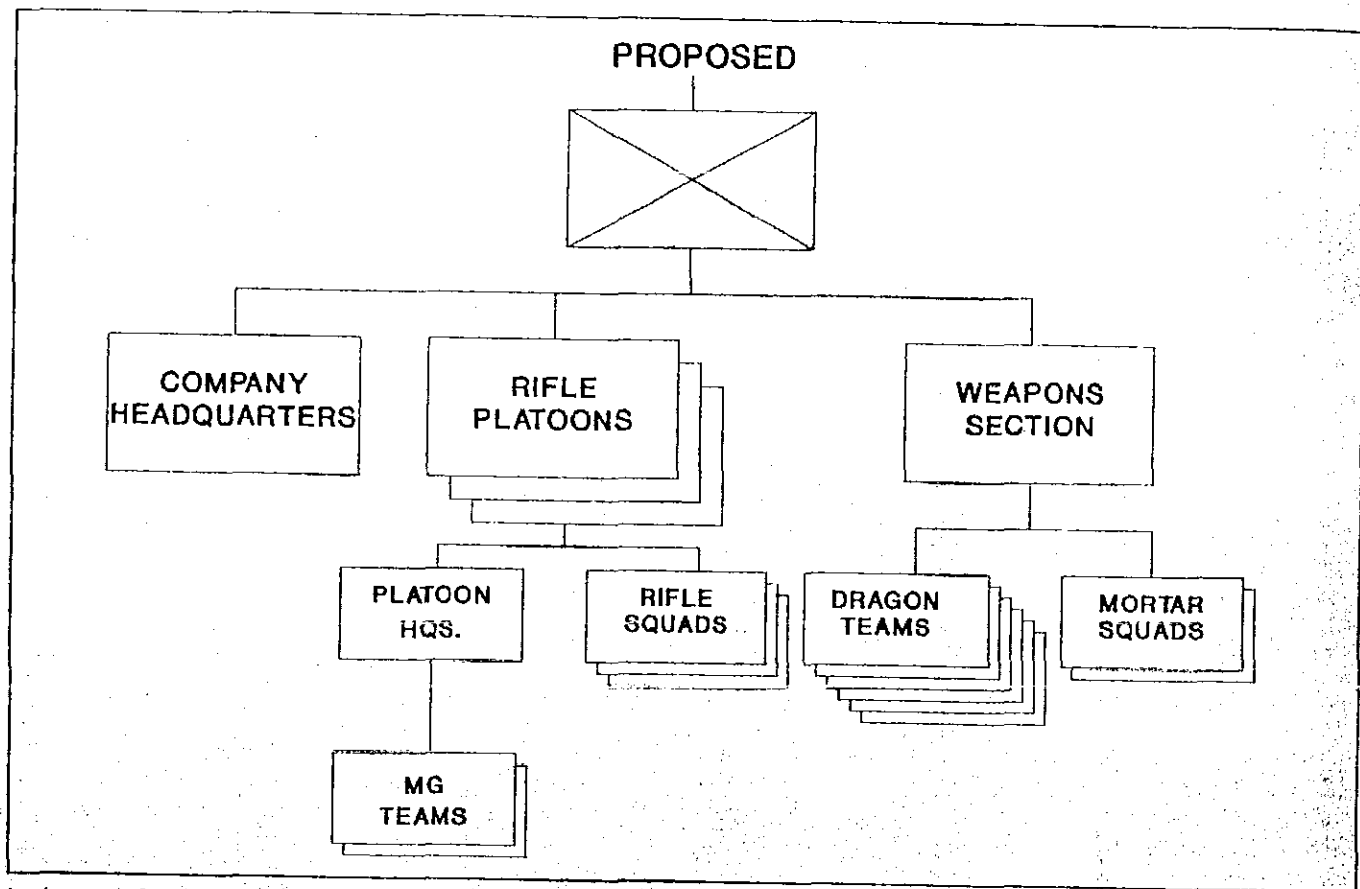 PROPOSED
COMPANY
HEADQUARTERS
RIFLE
PLATOONS
WEAPONS
SECTION
PLATOON
HQS.
RIFLE
SQUADS
DRAGON
TEAMS
MORTAR
SQUADS
MG
TEAMS